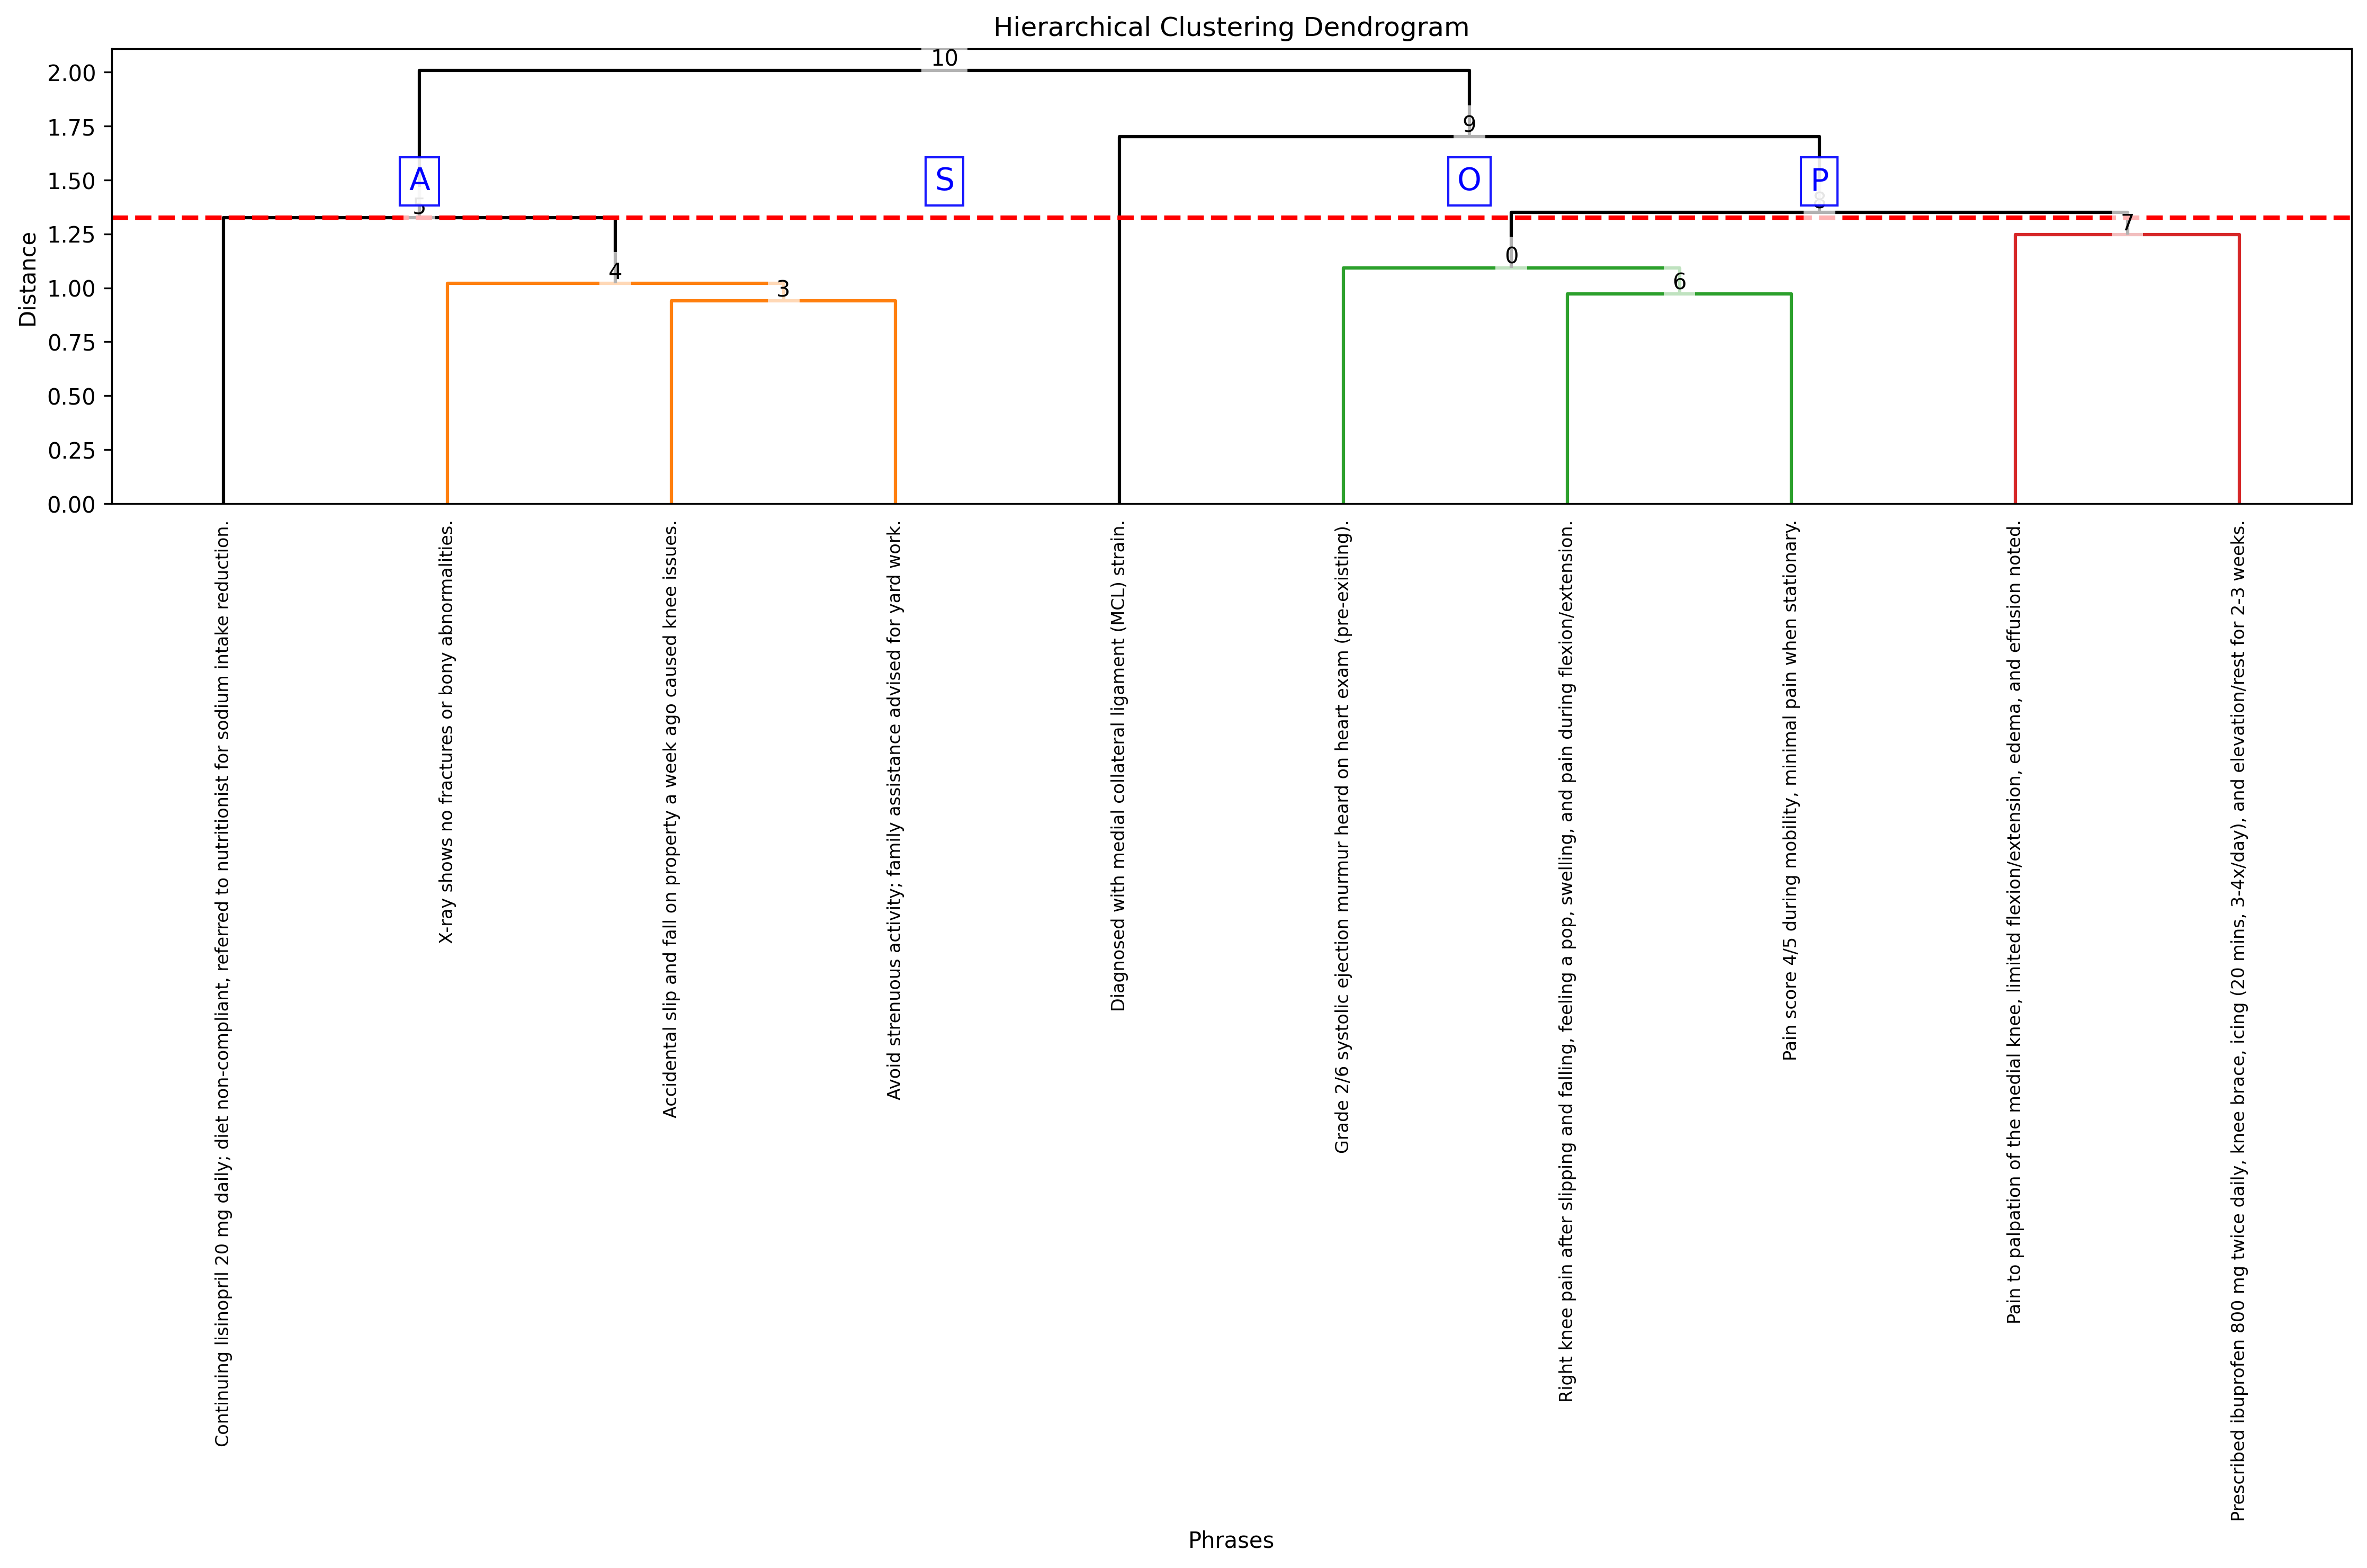 Hierarchical Clustering Dendrogram
Distance
2.00
1.75
1.50
1.25
1.00
0.75
0.50
0.25
0.00
10
9
A
S
O
P
5
7
0
4
6
3
Continuing lisinopril 20 mg daily; diet non-compliant, referred to nutritionist for sodium intake reduction.
X-ray shows no fractures or bony abnormalities.
Accidental slip and fall on property a week ago caused knee issues.
Avoid strenuous activity; family assistance advised for yard work.
Diagnosed with medial collateral ligament (MCL) strain.
Grade 2/6 systolic ejection murmur heard on heart exam (pre-existing).
Right knee pain after slipping and falling, feeling a pop, swelling, and pain during flexion/extension.
Pain score 4/5 during mobility, minimal pain when stationary.
Pain to palpation of the medial knee, limited flexion/extension, edema, and effusion noted.
Prescribed ibuprofen 800 mg twice daily, knee brace, icing (20 mins, 3-4x/day), and elevation/rest for 2-3 weeks.
Phrases